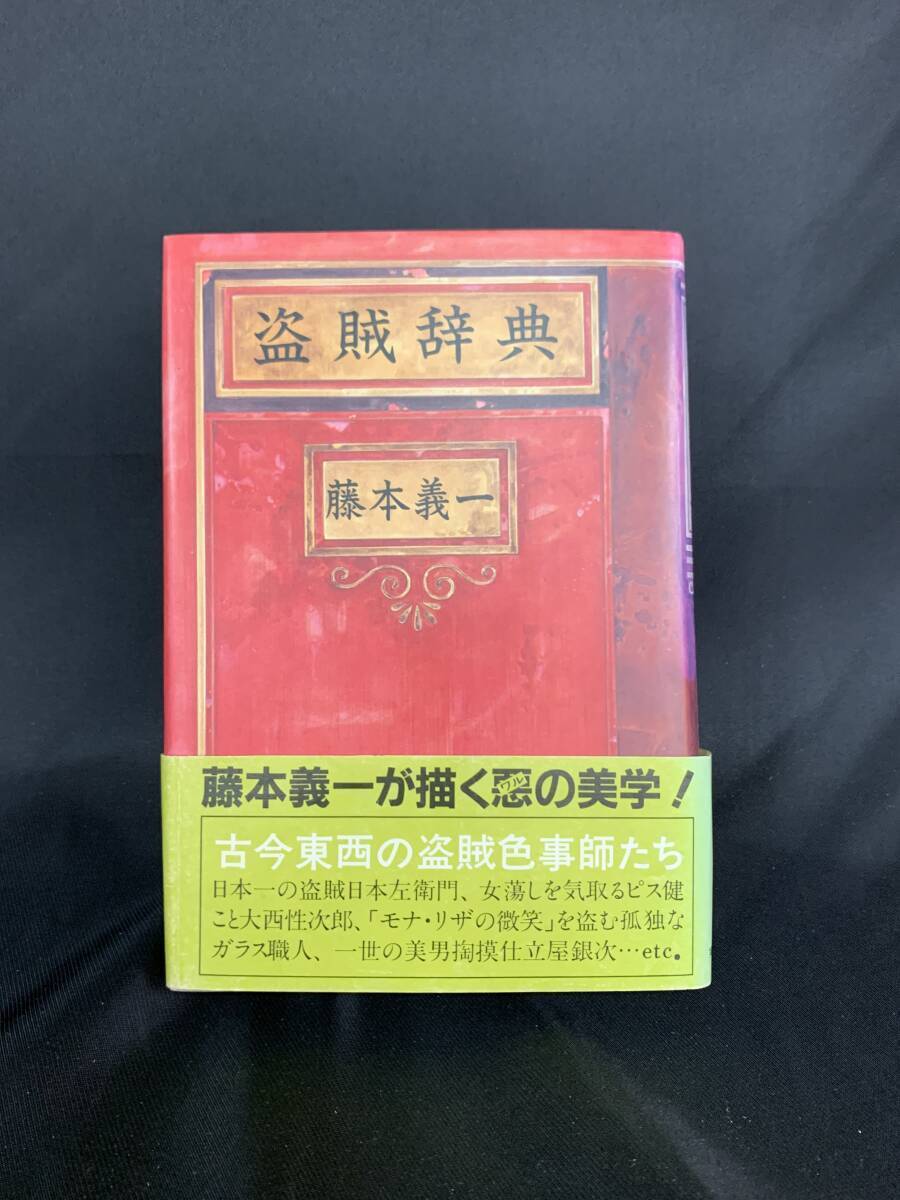 盗賊辞典
藤本義一
藤本義一が描く悪の美学!
ワル
古今東西の盗賊色事師たち
日本一の盗賊日本左衛門、女蕩しを気取るピス健
こと大西性次郎、「モナ・リザの微笑」を盗む孤独な
ガラス職人、一世の美男掏摸仕立屋銀次…etc.